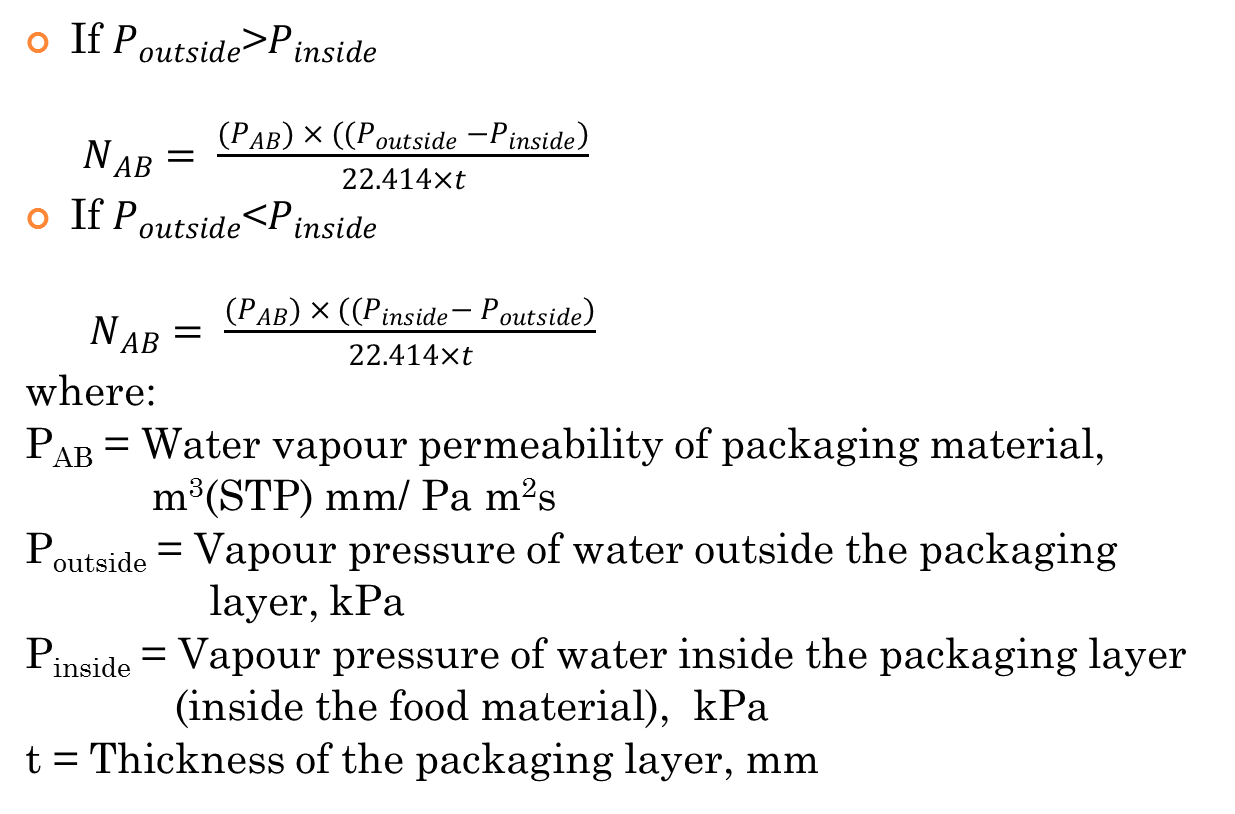 If P_outside>P_inside
N_AB = (P_AB) × ((P_outside −P_inside) / 22.414×t
If P_outside<P_inside
N_AB = (P_AB) × ((P_inside− P_outside) / 22.414×t
where:
P_AB = Water vapour permeability of packaging material,
m³(STP) mm/ Pa m²s
P_outside = Vapour pressure of water outside the packaging
layer, kPa
P_inside = Vapour pressure of water inside the packaging layer
(inside the food material), kPa
t = Thickness of the packaging layer, mm